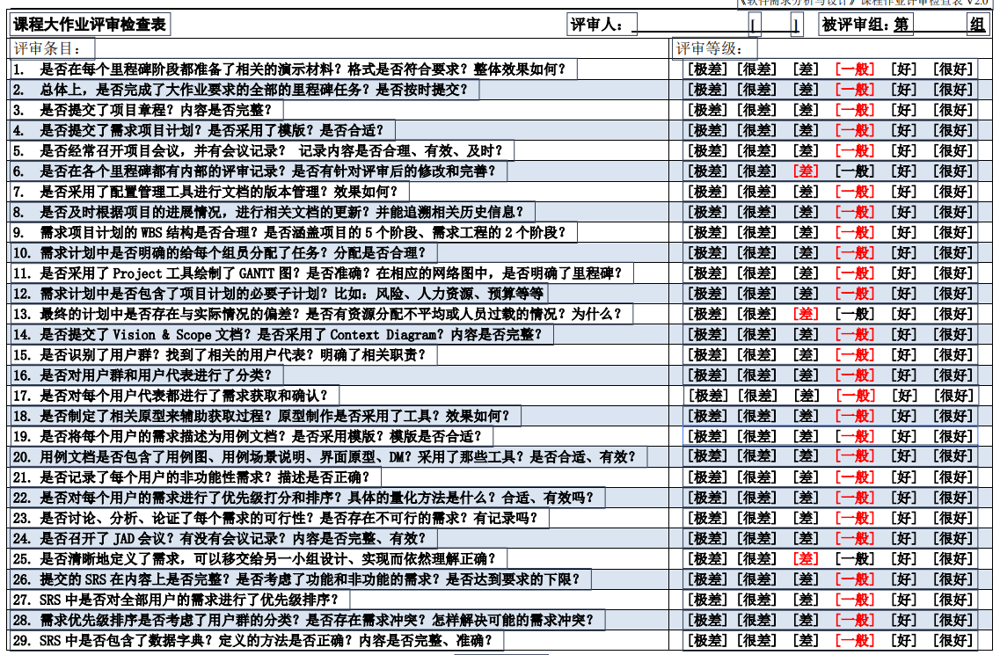 《软件需求分析与设计》课程作业评审检查表 V2.0
课程大作业评审检查表 评审人： [ ] 被评审组：第 组
评审条目： 评审等级：
1. 是否在每个里程碑阶段都准备了相关的演示材料？格式是否符合要求？整体效果如何？ [极差] [很差] [差] [一般] [好] [很好]
2. 总体上，是否完成了大作业要求的全部的里程碑任务？是否按时提交？ [极差] [很差] [差] [一般] [好] [很好]
3. 是否提交了项目章程？内容是否完整？ [极差] [很差] [差] [一般] [好] [很好]
4. 是否提交了需求项目计划？是否采用了模版？是否合适？ [极差] [很差] [差] [一般] [好] [很好]
5. 是否经常召开项目会议，并有会议记录？ 记录内容是否合理、有效、及时？ [极差] [很差] [差] [一般] [好] [很好]
6. 是否在各个里程碑都有内部的评审记录？是否有针对评审后的修改和完善？ [极差] [很差] [差] [一般] [好] [很好]
7. 是否采用了配置管理工具进行文档的版本管理？效果如何？ [极差] [很差] [差] [一般] [好] [很好]
8. 是否及时根据项目的进展情况，进行相关文档的更新？并能追溯相关历史信息？ [极差] [很差] [差] [一般] [好] [很好]
9. 需求项目计划的 WBS 结构是否合理？是否涵盖项目的 5 个阶段、需求工程的 2 个阶段？ [极差] [很差] [差] [一般] [好] [很好]
10. 需求计划中是否明确的给每个组员分配了任务？分配是否合理？ [极差] [很差] [差] [一般] [好] [很好]
11. 是否采用了 Project 工具绘制了 GANTT 图？是否准确？在相应的网络图中，是否明确了里程碑？ [极差] [很差] [差] [一般] [好] [很好]
12. 需求计划中是否包含了项目计划的必要子计划？比如：风险、人力资源、预算等等 [极差] [很差] [差] [一般] [好] [很好]
13. 最终的计划中是否存在与实际情况的偏差？是否有资源分配不平均或人员过载的情况？为什么？ [极差] [很差] [差] [一般] [好] [很好]
14. 是否提交了 Vision & Scope 文档？是否采用了 Context Diagram？内容是否完整？ [极差] [很差] [差] [一般] [好] [很好]
15. 是否识别了用户群？找到了相关的用户代表？明确了相关职责？ [极差] [很差] [差] [一般] [好] [很好]
16. 是否对用户群和用户代表进行了分类？ [极差] [很差] [差] [一般] [好] [很好]
17. 是否对每个用户代表都进行了需求获取和确认？ [极差] [很差] [差] [一般] [好] [很好]
18. 是否制定了相关原型来辅助获取过程？原型制作是否采用了工具？效果如何？ [极差] [很差] [差] [一般] [好] [很好]
19. 是否将每个用户的需求描述为用例文档？是否采用模版？模版是否合适？ [极差] [很差] [差] [一般] [好] [很好]
20. 用例文档是否包含了用例图、用例场景说明、界面原型、DM？采用了那些工具？是否合适、有效？ [极差] [很差] [差] [一般] [好] [很好]
21. 是否记录了每个用户的非功能性需求？描述是否正确？ [极差] [很差] [差] [一般] [好] [很好]
22. 是否对每个用户的需求进行了优先级打分和排序？具体的量化方法是什么？合适、有效吗？ [极差] [很差] [差] [一般] [好] [很好]
23. 是否讨论、分析、论证了每个需求的可行性？是否存在不可行的需求？有记录吗？ [极差] [很差] [差] [一般] [好] [很好]
24. 是否召开了 JAD 会议？有没有会议记录？内容是否完整、有效？ [极差] [很差] [差] [一般] [好] [很好]
25. 是否清晰地定义了需求，可以移交给另一小组设计、实现而依然理解正确？ [极差] [很差] [差] [一般] [好] [很好]
26. 提交的 SRS 在内容上是否完整？是否考虑了功能和非功能的需求？是否达到要求的下限？ [极差] [很差] [差] [一般] [好] [很好]
27. SRS 中是否对全部用户的需求进行了优先级排序？ [极差] [很差] [差] [一般] [好] [很好]
28. 需求优先级排序是否考虑了用户群的分类？是否存在需求冲突？怎样解决可能的需求冲突？ [极差] [很差] [差] [一般] [好] [很好]
29. SRS 中是否包含了数据字典？定义的方法是否正确？内容是否完整、准确？ [极差] [很差] [差] [一般] [好] [很好]